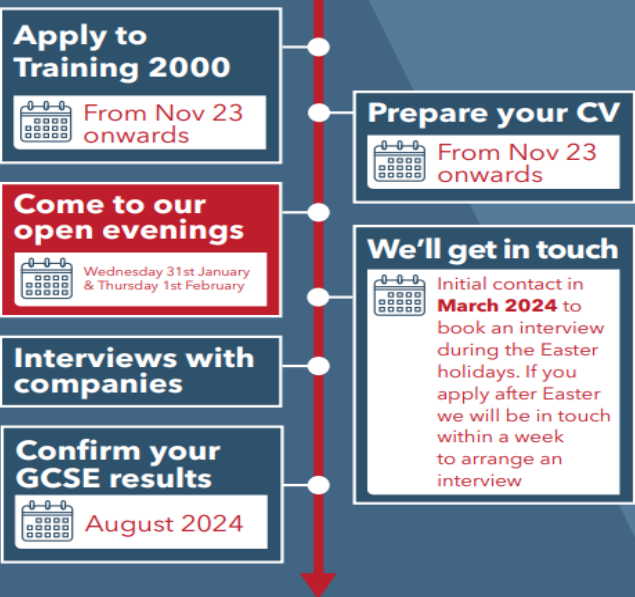 Apply to
Training 2000
From Nov 23
onwards
Prepare your CV
From Nov 23
onwards
Come to our
open evenings
Wednesday 31st January
& Thursday 1st February
We'll get in touch
Initial contact in
March 2024 to
book an interview
during the Easter
holidays. If you
apply after Easter
we will be in touch
within a week
to arrange an
interview
Interviews with
companies
Confirm your
GCSE results
August 2024